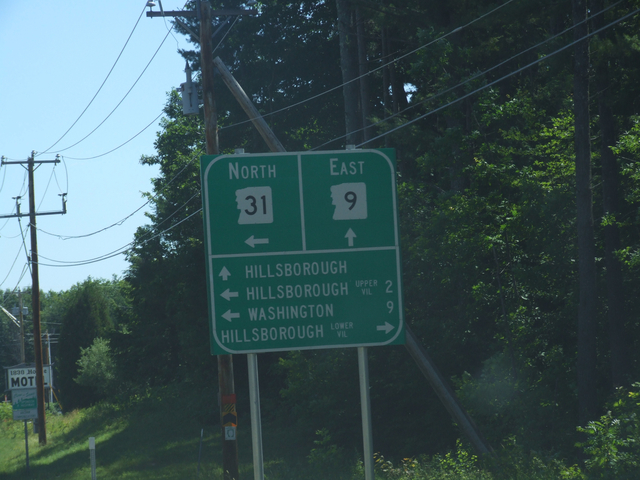 NORTH
31
EAST
9
HILLSBOROUGH
HILLSBOROUGH UPPER VIL 2
WASHINGTON 9
HILLSBOROUGH LOWER VIL
MOT